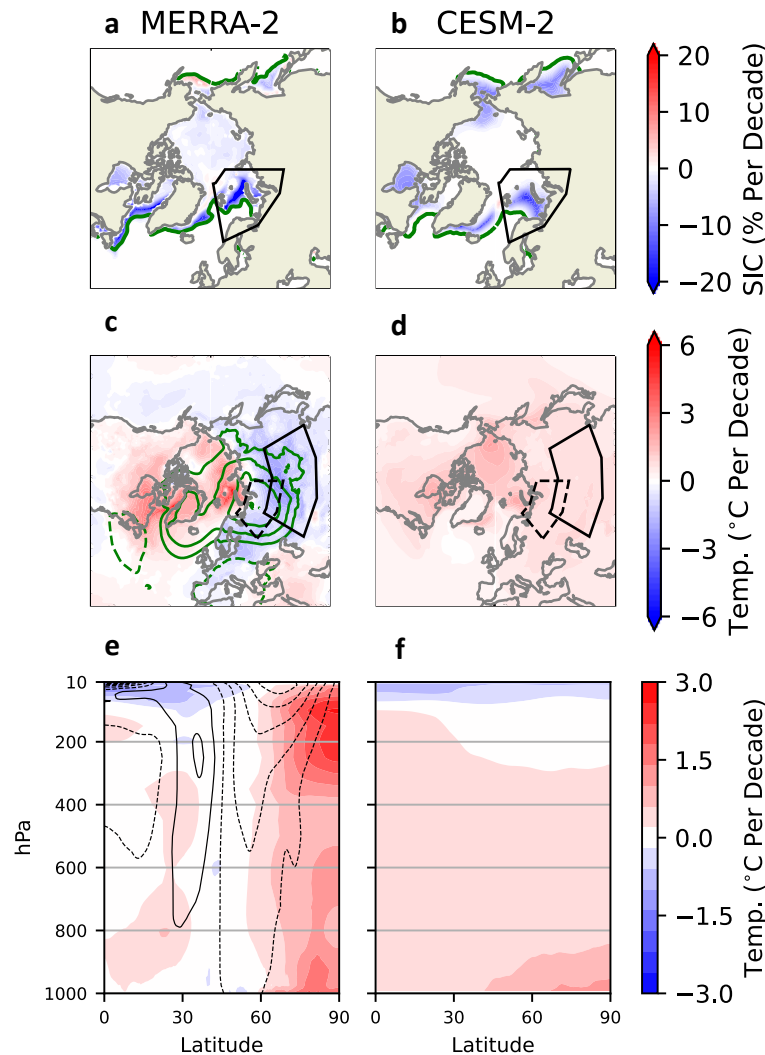 a MERRA-2
b CESM-2
20
10
0
−10
−20
SIC (% Per Decade)
c
d
6
3
0
−3
−6
Temp. (°C Per Decade)
e
f
10
200
400
600
800
1000
hPa
0 30 60 90
Latitude
0 30 60 90
Latitude
3.0
1.5
0.0
−1.5
−3.0
Temp. (°C Per Decade)